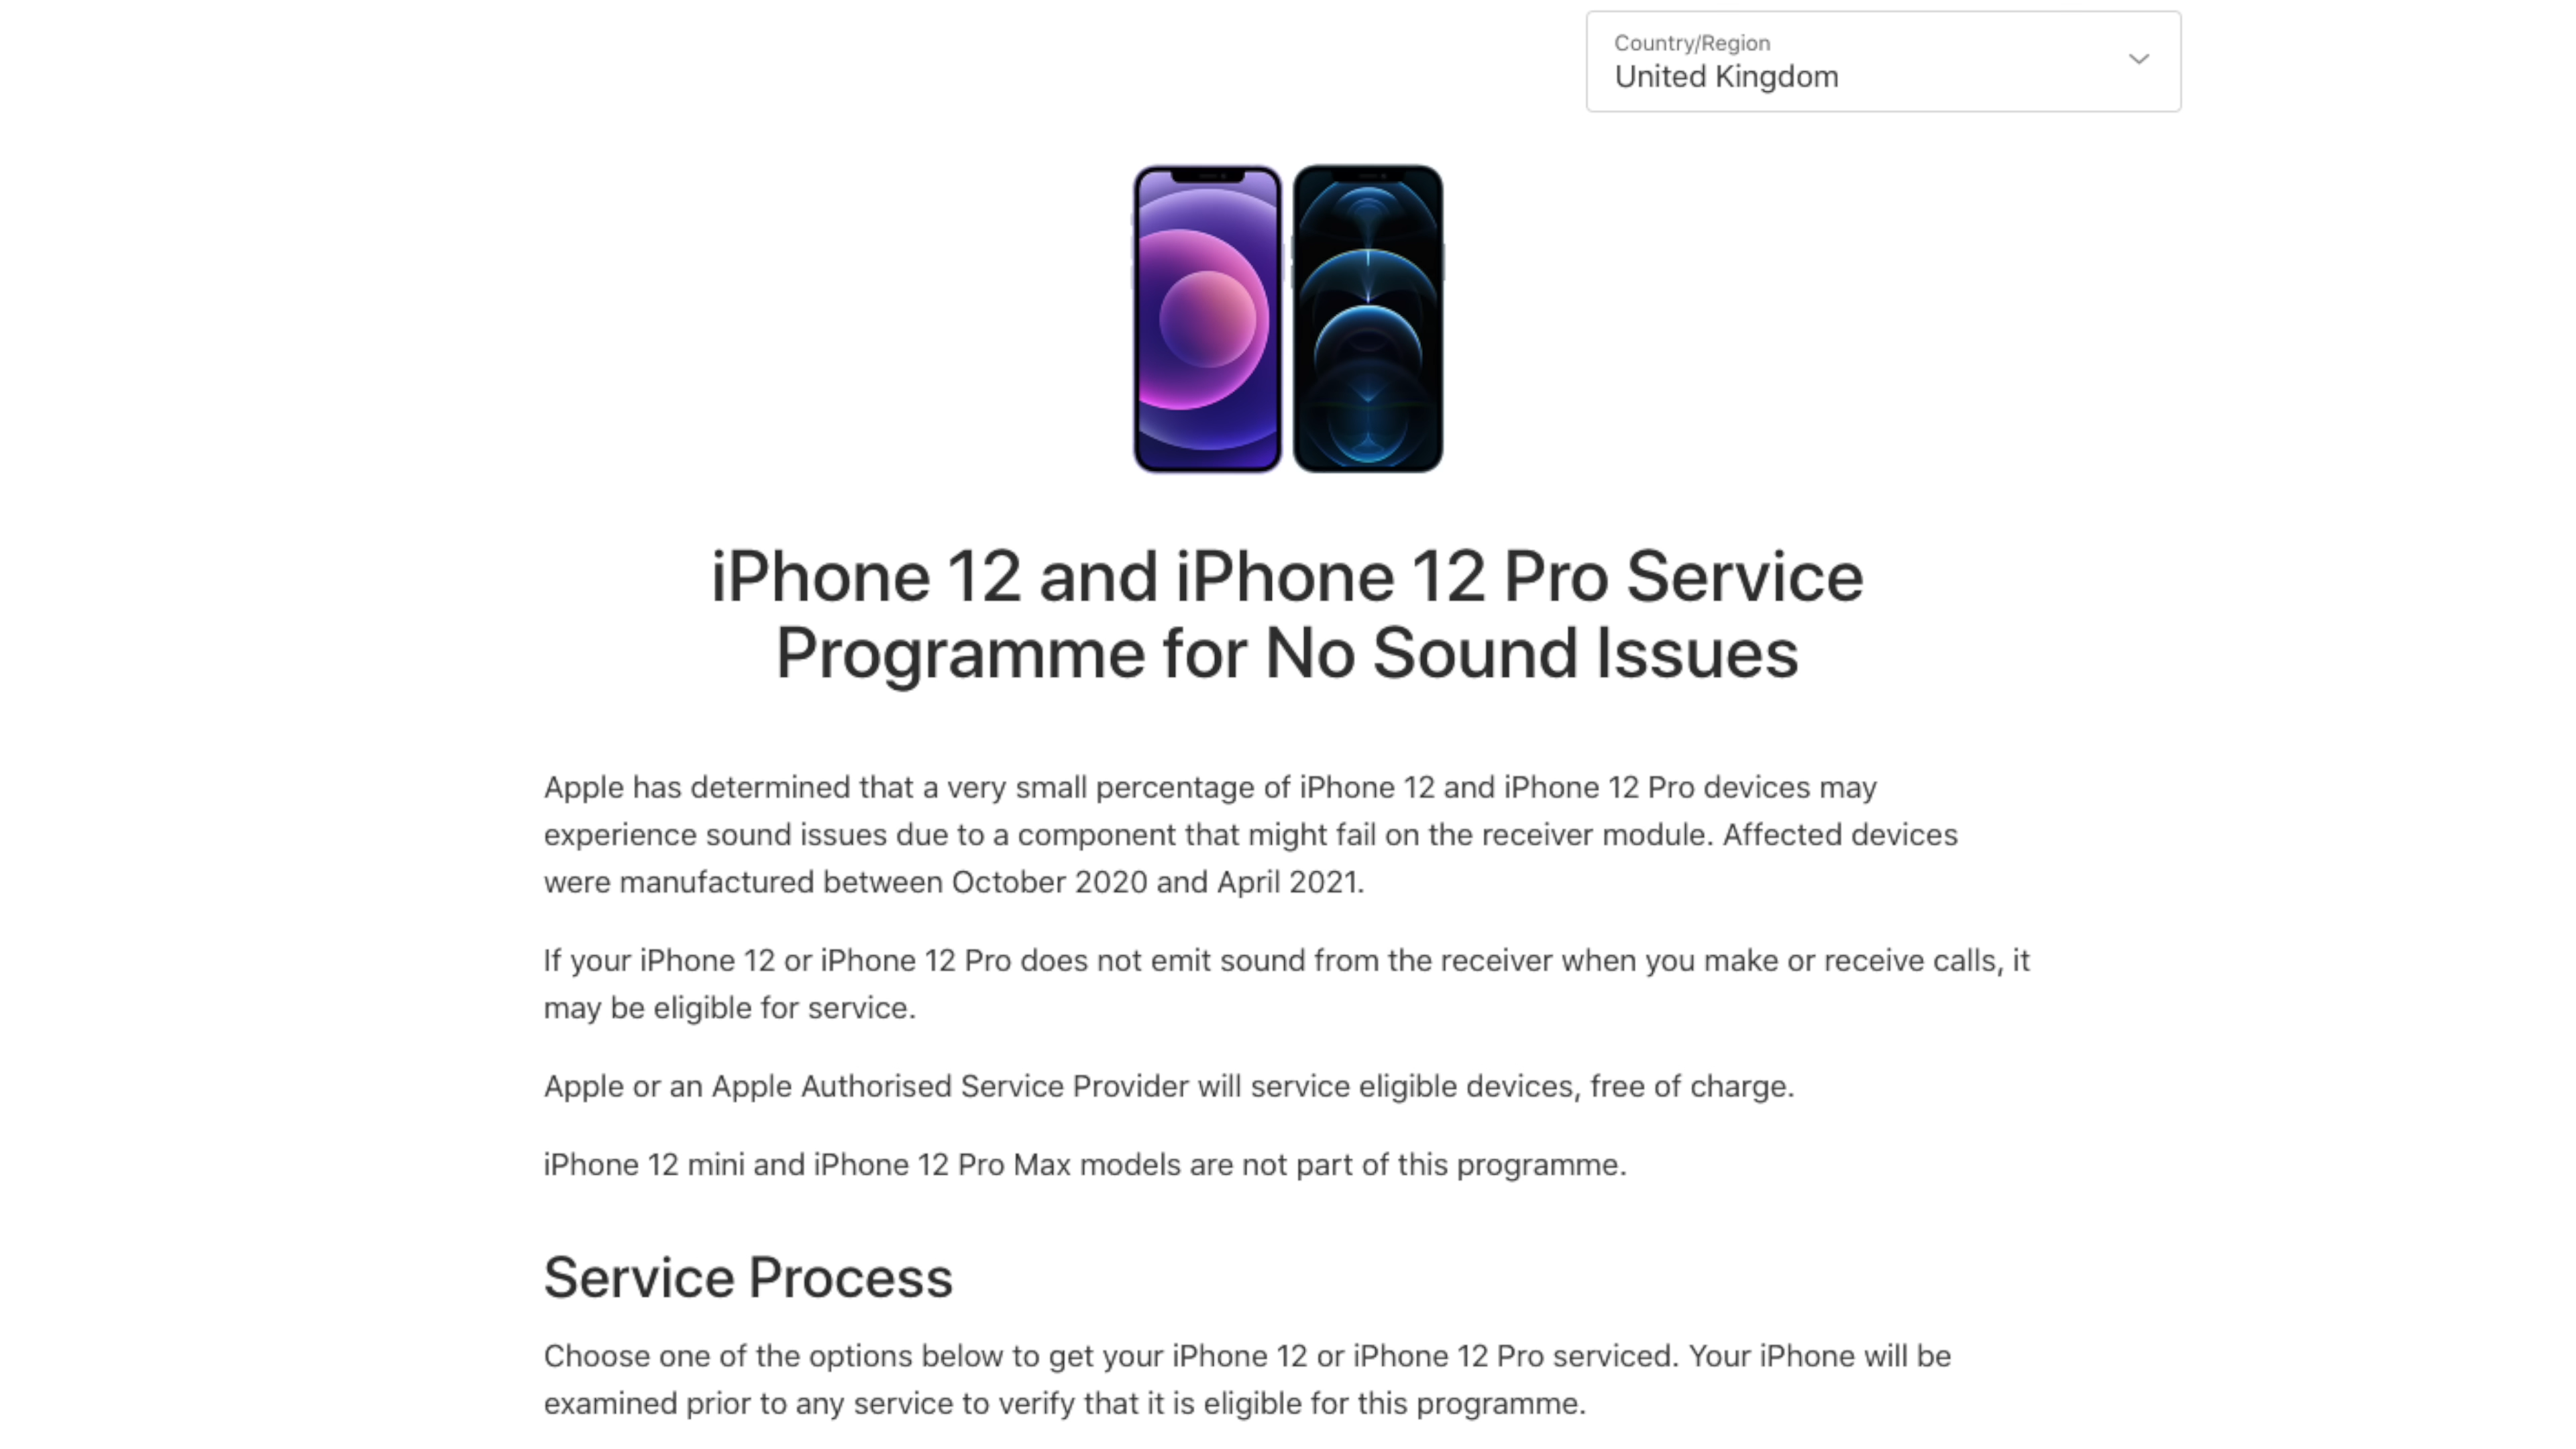 Country/Region
United Kingdom
iPhone 12 and iPhone 12 Pro Service
Programme for No Sound Issues
Apple has determined that a very small percentage of iPhone 12 and iPhone 12 Pro devices may
experience sound issues due to a component that might fail on the receiver module. Affected devices
were manufactured between October 2020 and April 2021.
If your iPhone 12 or iPhone 12 Pro does not emit sound from the receiver when you make or receive calls, it
may be eligible for service.
Apple or an Apple Authorised Service Provider will service eligible devices, free of charge.
iPhone 12 mini and iPhone 12 Pro Max models are not part of this programme.
Service Process
Choose one of the options below to get your iPhone 12 or iPhone 12 Pro serviced. Your iPhone will be
examined prior to any service to verify that it is eligible for this programme.